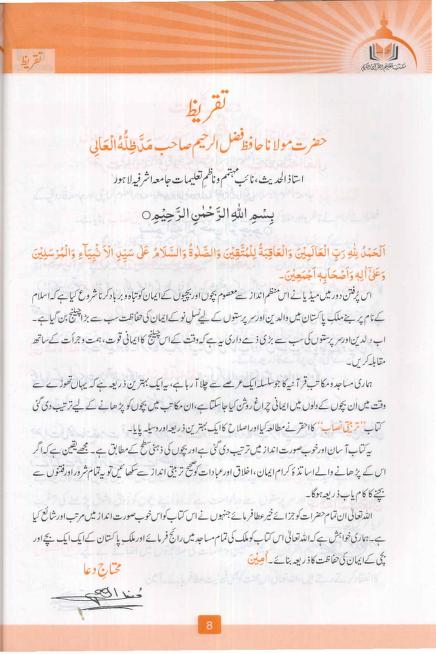 تقریظ
تقریظ
حضرت مولانا حافظ فضل الرحیم صاحب مَدَّظِلُّہُ الْعَالِی
استاذ الحدیث، نائب مہتمم و ناظم تعلیمات جامعہ اشرفیہ لاہور
بِسْمِ اللهِ الرَّحْمٰنِ الرَّحِیْمِ
اَلْحَمْدُ لِلّٰهِ رَبِّ الْعَالَمِیْنَ وَالْعَاقِبَةُ لِلْمُتَّقِیْنَ وَالصَّلٰوةُ وَالسَّلَامُ عَلٰی سَیِّدِ الْاَنْبِیَآءِ وَالْمُرْسَلِیْنَ
وَعَلٰی اٰلِهٖ وَاَصْحَابِهٖ اَجْمَعِیْنَ۔
اس پُرفتن دور میں میڈیا نے اس منظم انداز سے معصوم بچوں اور بچیوں کے ایمان کو تباہ و برباد کرنا شروع کیا ہے کہ اسلام
کے نام پر بنے ملک پاکستان میں والدین اور سرپرستوں کے لیے نسلِ نو کے ایمان کی حفاظت سب سے بڑا چیلنج بن گیا ہے۔
اب والدین اور سرپرستوں کی سب سے بڑی ذمے داری یہ ہے کہ وقت کے اس چیلنج کا ایمانی قوت، ہمت و جرأت کے ساتھ
مقابلہ کریں۔
ہماری مساجد و مکاتب قرآنیہ کا جو سلسلہ ایک عرصے سے چلا آ رہا ہے، یہ ایک بہترین ذریعہ ہے کہ یہاں تھوڑے سے
وقت میں ان بچوں کے دلوں میں ایمانی چراغ روشن کیا جاسکتا ہے، ان مکاتب میں بچوں کو پڑھانے کے لیے ترتیب دی گئی
کتاب "تربیتی نصاب" کا احقر نے مطالعہ کیا اور اصلاح کا ایک بہترین ذریعہ اور وسیلہ پایا۔
یہ کتاب آسان اور خوب صورت انداز میں ترتیب دی گئی ہے اور بچوں کی ذہنی سطح کے مطابق ہے۔ مجھے یقین ہے کہ اگر
اس کے پڑھانے والے اساتذۂ کرام ایمان، اخلاق اور عبادات کو صحیح تربیتی انداز سے سکھائیں تو یہ تمام شرور اور فتنوں سے
بچنے کا کام یاب ذریعہ ہوگا۔
اللہ تعالیٰ ان تمام حضرات کو جزائے خیر عطا فرمائے جنہوں نے اس کتاب کو اس خوب صورت انداز میں مرتب اور شائع کیا
ہے۔ ہماری خواہش ہے کہ اللہ تعالیٰ اس کتاب کو ملک کی تمام مساجد میں رائج فرمائے اور ملک پاکستان کے ایک ایک بچے اور
بچی کے ایمان کی حفاظت کا ذریعہ بنائے۔ اٰمِیْن
محتاجِ دعا
8